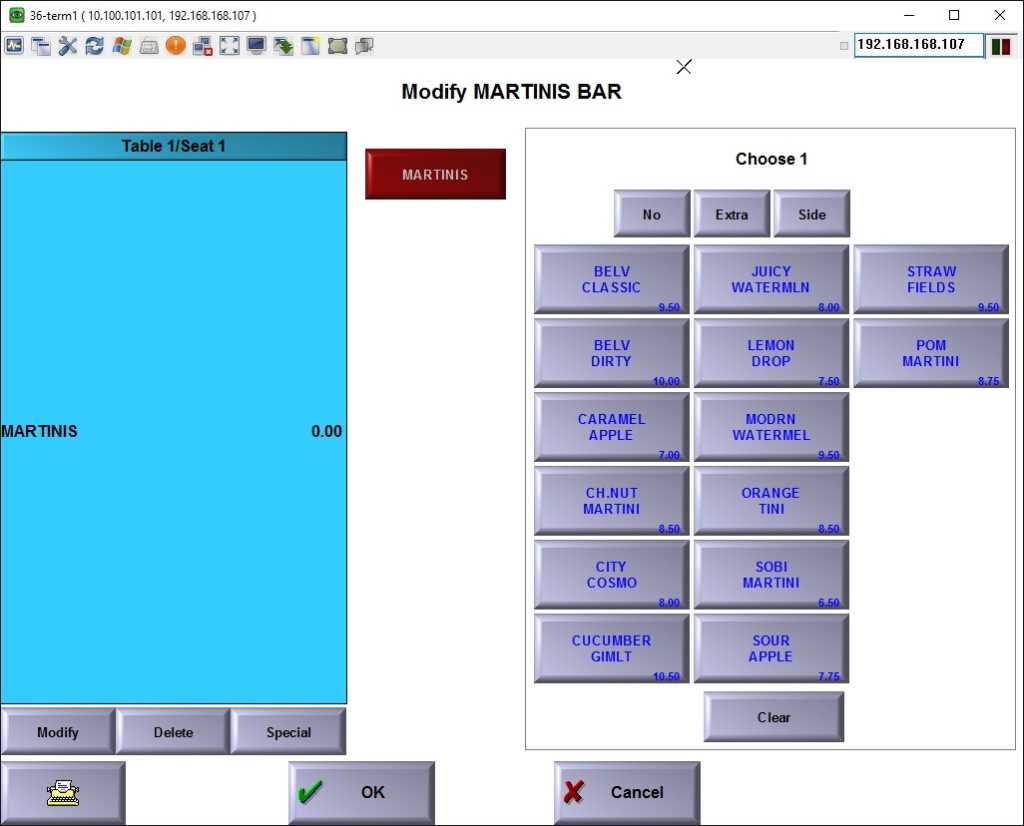 36-term1 ( 10.100.101.101, 192.168.168.107 )
192.168.168.107
Modify MARTINIS BAR
Table 1/Seat 1
MARTINIS 0.00
MARTINIS
Choose 1
No
Extra
Side
BELV
CLASSIC
9.50
JUICY
WATERMLN
8.00
STRAW
FIELDS
9.50
BELV
DIRTY
10.00
LEMON
DROP
7.50
POM
MARTINI
8.75
CARAMEL
APPLE
7.00
MODRN
WATERMEL
9.50
CH.NUT
MARTINI
8.50
ORANGE
TINI
8.50
CITY
COSMO
8.00
SOBI
MARTINI
6.50
CUCUMBER
GIMLT
10.50
SOUR
APPLE
7.75
Clear
Modify
Delete
Special
OK
Cancel